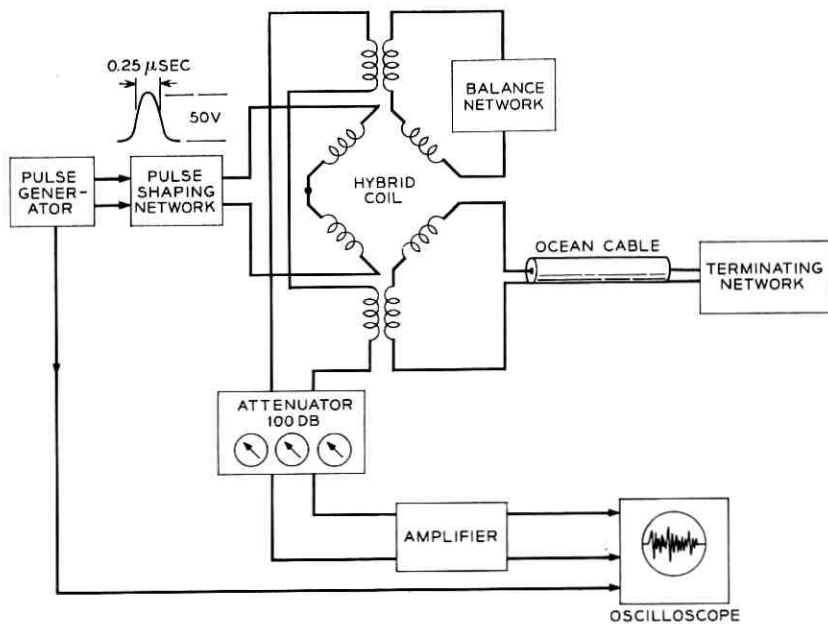 0.25 μSEC
50V
PULSE
GENER-
ATOR
PULSE
SHAPING
NETWORK
HYBRID
COIL
BALANCE
NETWORK
OCEAN CABLE
TERMINATING
NETWORK
ATTENUATOR
100 DB
AMPLIFIER
OSCILLOSCOPE